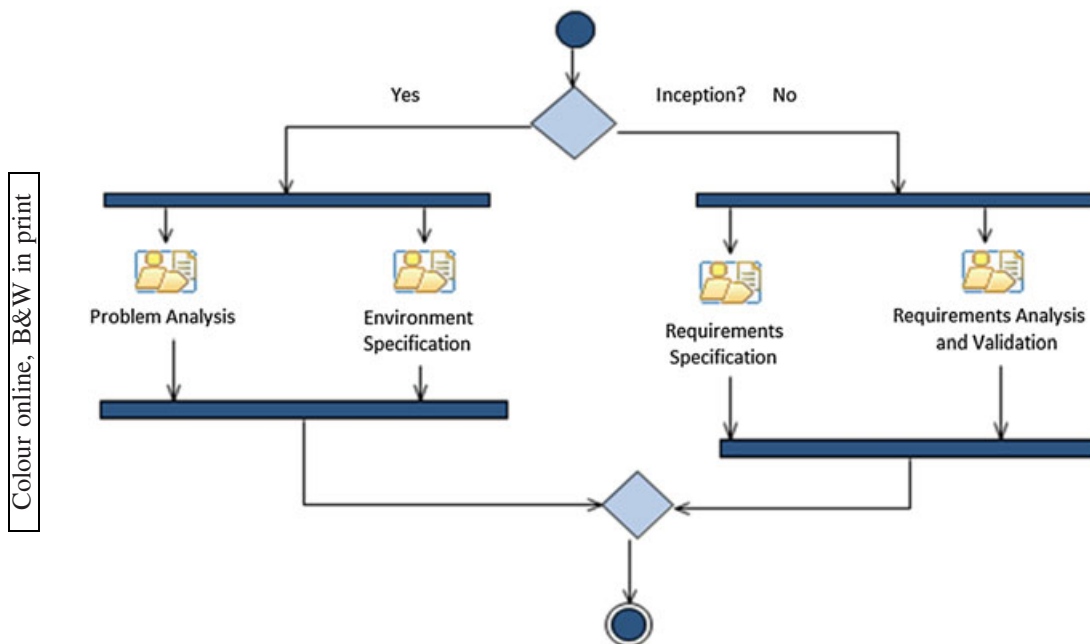 Colour online, B&W in print
Yes
Inception? No
Problem Analysis
Environment
Specification
Requirements
Specification
Requirements Analysis
and Validation